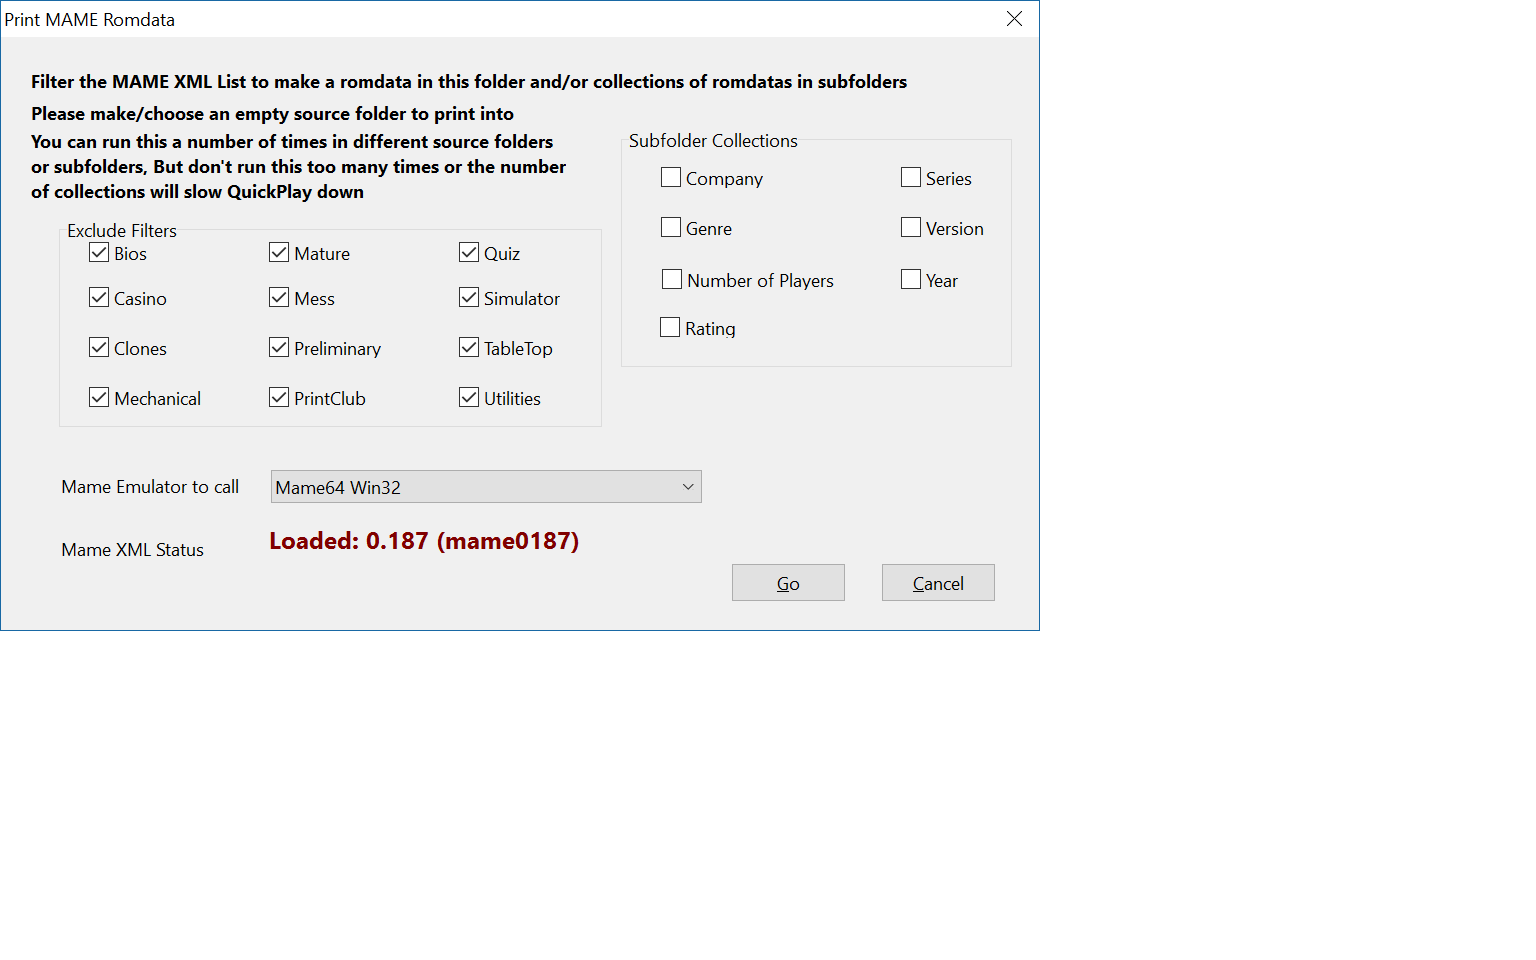 Print MAME Romdata
Filter the MAME XML List to make a romdata in this folder and/or collections of romdatas in subfolders
Please make/choose an empty source folder to print into
You can run this a number of times in different source folders
or subfolders, But don't run this too many times or the number
of collections will slow QuickPlay down
Subfolder Collections
Company
Series
Genre
Version
Number of Players
Year
Rating
Exclude Filters
Bios
Mature
Quiz
Casino
Mess
Simulator
Clones
Preliminary
TableTop
Mechanical
PrintClub
Utilities
Mame Emulator to call
Mame64 Win32
Mame XML Status
Loaded: 0.187 (mame0187)
Go
Cancel